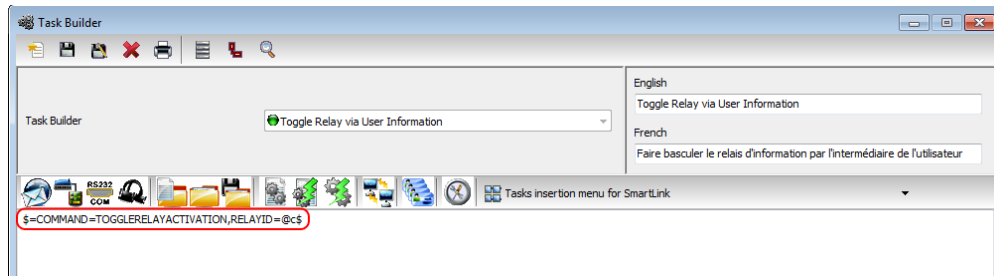 Task Builder
English
Toggle Relay via User Information
Task Builder
Toggle Relay via User Information
French
Faire basculer le relais d'information par l'intermédiaire de l'utilisateur
RS232
COM
Tasks insertion menu for SmartLink
$=COMMAND=TOGGLERELAYACTIVATION,RELAYID=@c$